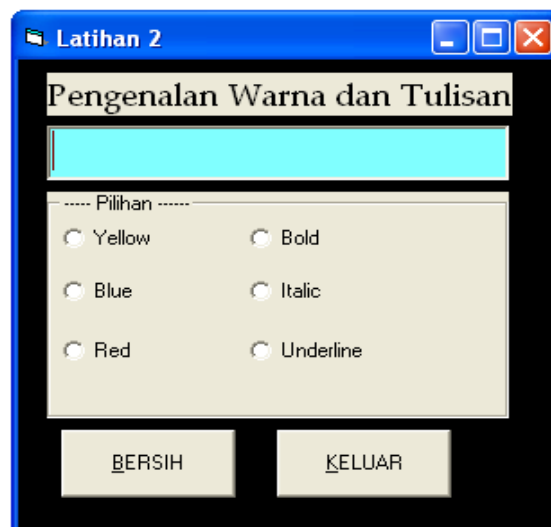 Latihan 2
Pengenalan Warna dan Tulisan
----- Pilihan ------
Yellow Bold
Blue Italic
Red Underline
BERSIH KELUAR